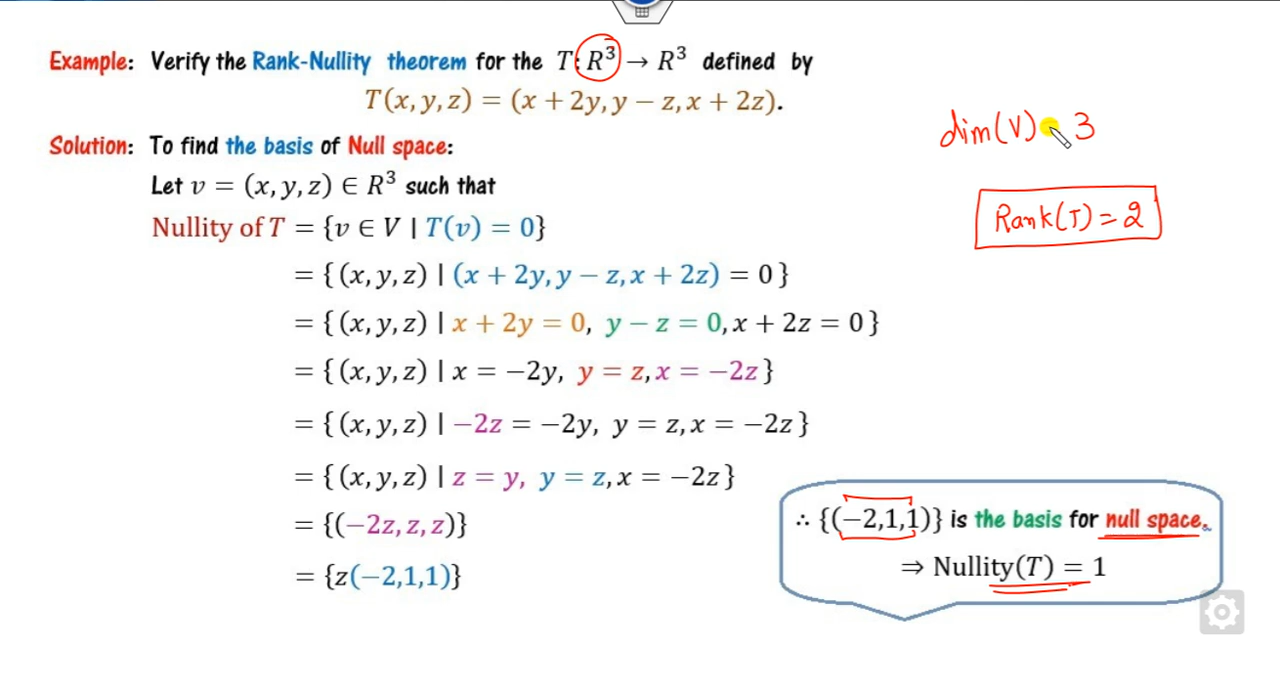 Example: Verify the Rank-Nullity theorem for the T: R³ → R³ defined by
T(x, y, z) = (x + 2y, y − z, x + 2z).
dim(V) = 3
Solution: To find the basis of Null space:
Let v = (x, y, z) ∈ R³ such that
Rank(T) = 2
Nullity of T = {v ∈ V | T(v) = 0}
= {(x, y, z) | (x + 2y, y − z, x + 2z) = 0}
= {(x, y, z) | x + 2y = 0, y − z = 0, x + 2z = 0}
= {(x, y, z) | x = −2y, y = z, x = −2z}
= {(x, y, z) | −2z = −2y, y = z, x = −2z}
= {(x, y, z) | z = y, y = z, x = −2z}
= {(−2z, z, z)}
= {z(−2,1,1)}
∴ {(−2,1,1)} is the basis for null space.
⇒ Nullity(T) = 1